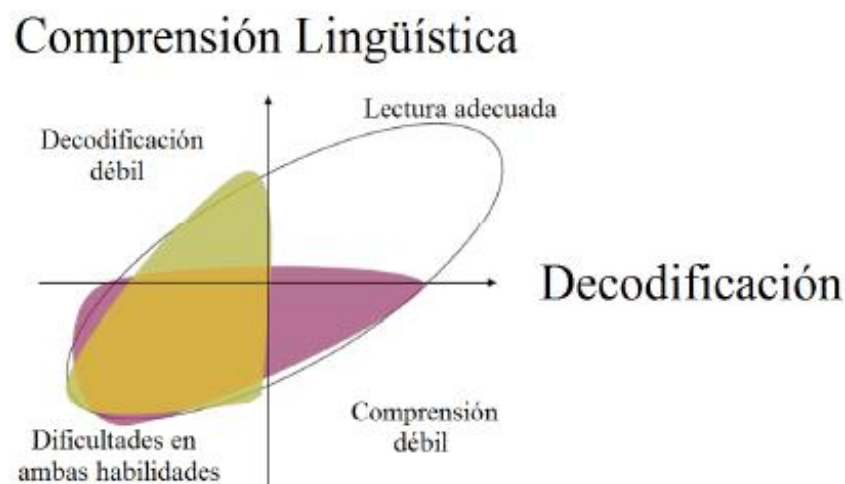 Comprensión Lingüística
Lectura adecuada
Decodificación
débil
Decodificación
Comprensión
débil
Dificultades en
ambas habilidades